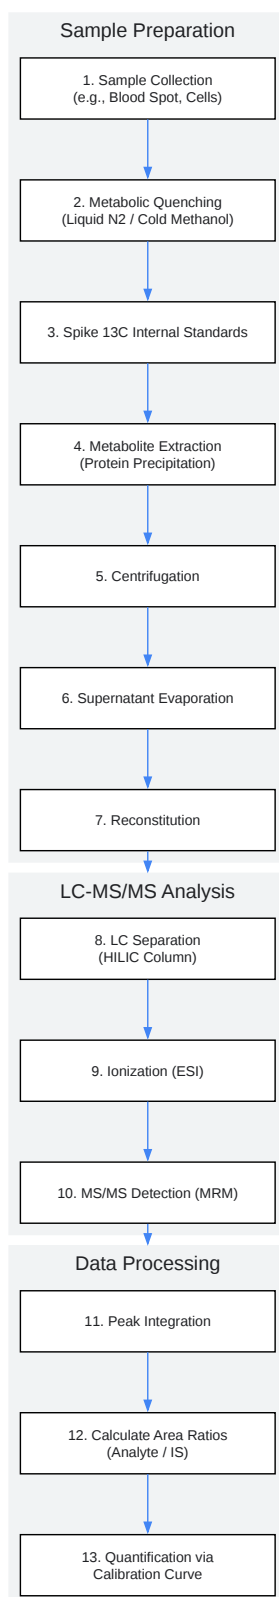 Sample Preparation
1. Sample Collection
(e.g., Blood Spot, Cells)
2. Metabolic Quenching
(Liquid N2 / Cold Methanol)
3. Spike 13C Internal Standards
4. Metabolite Extraction
(Protein Precipitation)
5. Centrifugation
6. Supernatant Evaporation
7. Reconstitution
LC-MS/MS Analysis
8. LC Separation
(HILIC Column)
9. Ionization (ESI)
10. MS/MS Detection (MRM)
Data Processing
11. Peak Integration
12. Calculate Area Ratios
(Analyte / IS)
13. Quantification via
Calibration Curve